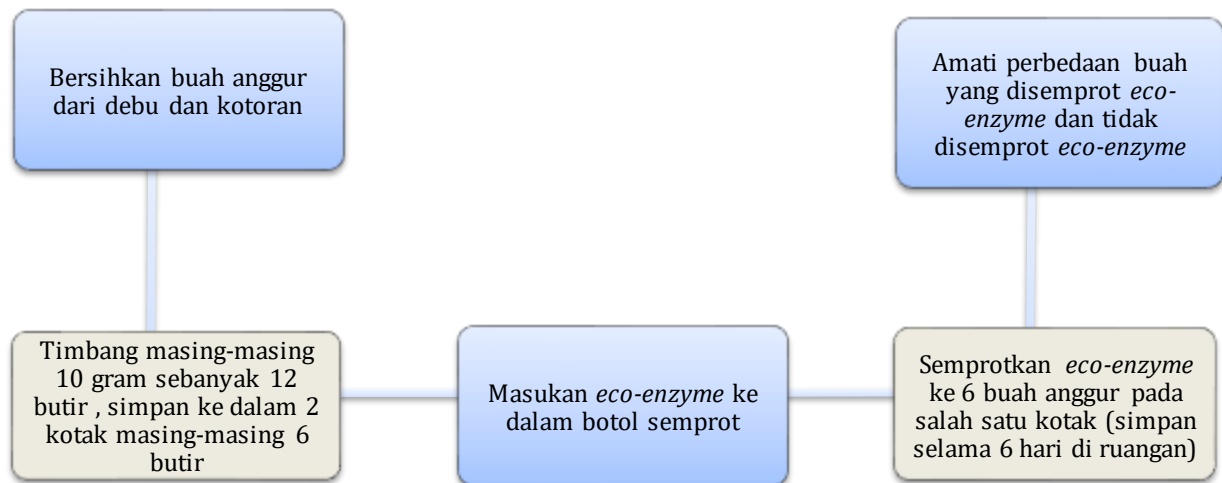 Bersihkan buah anggur
dari debu dan kotoran
Timbang masing-masing
10 gram sebanyak 12
butir , simpan ke dalam 2
kotak masing-masing 6
butir
Masukan eco-enzyme ke
dalam botol semprot
Semprotkan eco-enzyme
ke 6 buah anggur pada
salah satu kotak (simpan
selama 6 hari di ruangan)
Amati perbedaan buah
yang disemprot eco-
enzyme dan tidak
disemprot eco-enzyme